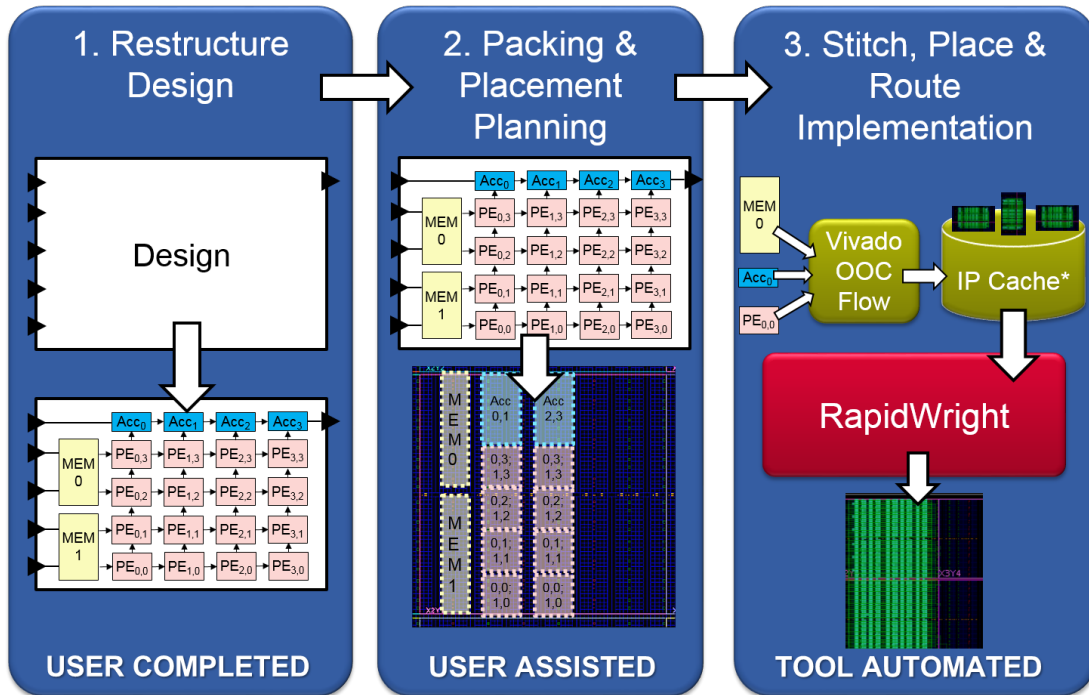 1. Restructure
Design
Design
Acc0 Acc1 Acc2 Acc3
MEM
0
PE0,3 PE1,3 PE2,3 PE3,3
PE0,2 PE1,2 PE2,2 PE3,2
MEM
1
PE0,1 PE1,1 PE2,1 PE3,1
PE0,0 PE1,0 PE2,0 PE3,0
USER COMPLETED
2. Packing &
Placement
Planning
Acc0 Acc1 Acc2 Acc3
MEM
0
PE0,3 PE1,3 PE2,3 PE3,3
PE0,2 PE1,2 PE2,2 PE3,2
MEM
1
PE0,1 PE1,1 PE2,1 PE3,1
PE0,0 PE1,0 PE2,0 PE3,0
MEM0
MEM1
Acc
0,1
Acc
2,3
0,3;
1,3
0,3;
1,3
0,2;
1,2
0,2;
1,2
0,1;
1,1
0,1;
1,1
0,0;
1,0
0,0;
1,0
USER ASSISTED
3. Stitch, Place &
Route
Implementation
MEM
0
Acc0
PE0,0
Vivado
OOC
Flow
IP Cache*
RapidWright
X3Y4
TOOL AUTOMATED